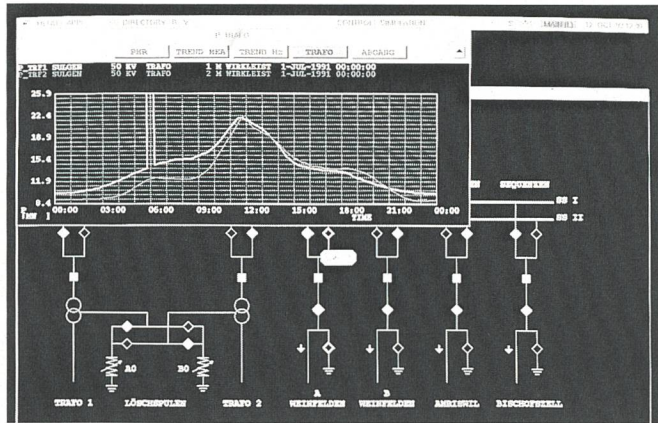 P TRAFO
PHR TREND MEA TREND Hz TRAFO ABGANG
P_TRF1 SULGEN 50 KV TRAFO 1 M WIRKLEIST 1-JUL-1991 00:00:00
P_TRF2 SULGEN 50 KV TRAFO 2 M WIRKLEIST 1-JUL-1991 00:00:00
25.9
22.4
18.9
15.4
11.9
8.4
P
[MW ]
00:00 03:00 06:00 09:00 12:00 15:00 18:00 21:00 00:00
TIME
SS I
SS II
A0 B0
TRAFO 1 LÖSCHSPULEN TRAFO 2 A WEINFELDEN B WEINFELDEN AMRISWIL BISCHOFSZELL